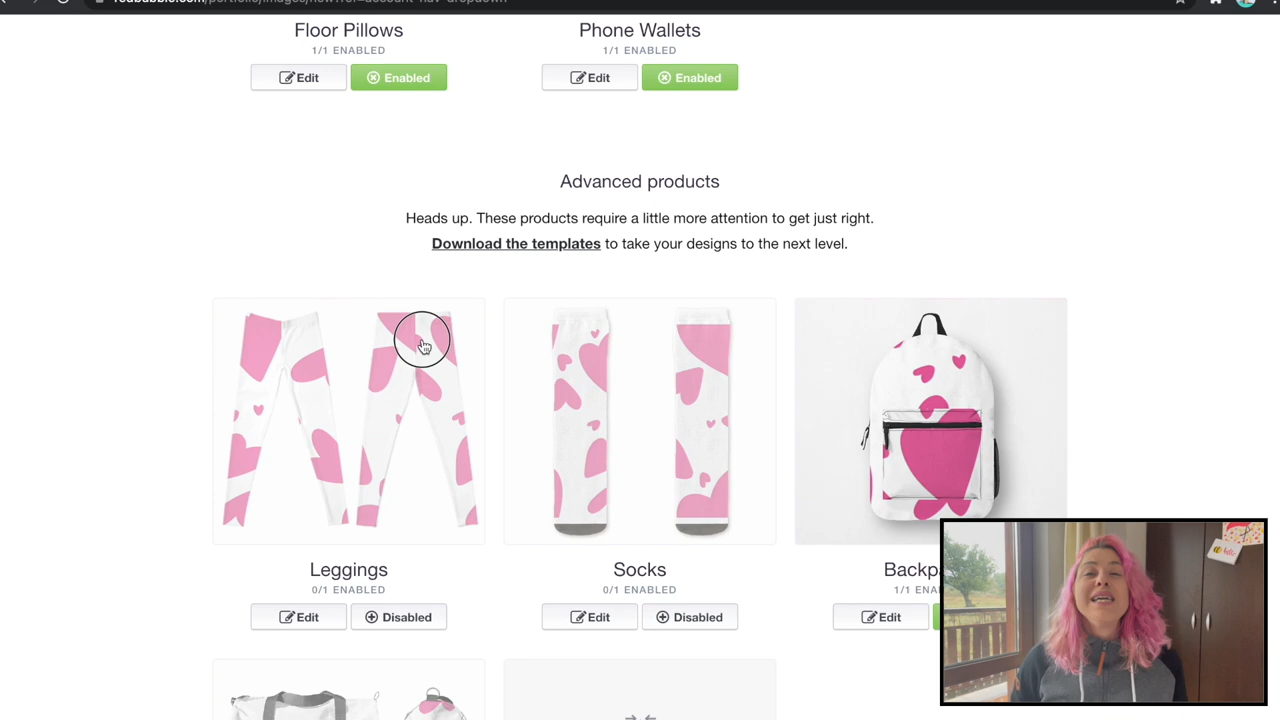 Floor Pillows
1/1 ENABLED
Edit
Enabled
Phone Wallets
1/1 ENABLED
Edit
Enabled
Advanced products
Heads up. These products require a little more attention to get just right.
Download the templates to take your designs to the next level.
Leggings
0/1 ENABLED
Edit
Disabled
Socks
0/1 ENABLED
Edit
Disabled
1/1
Edit